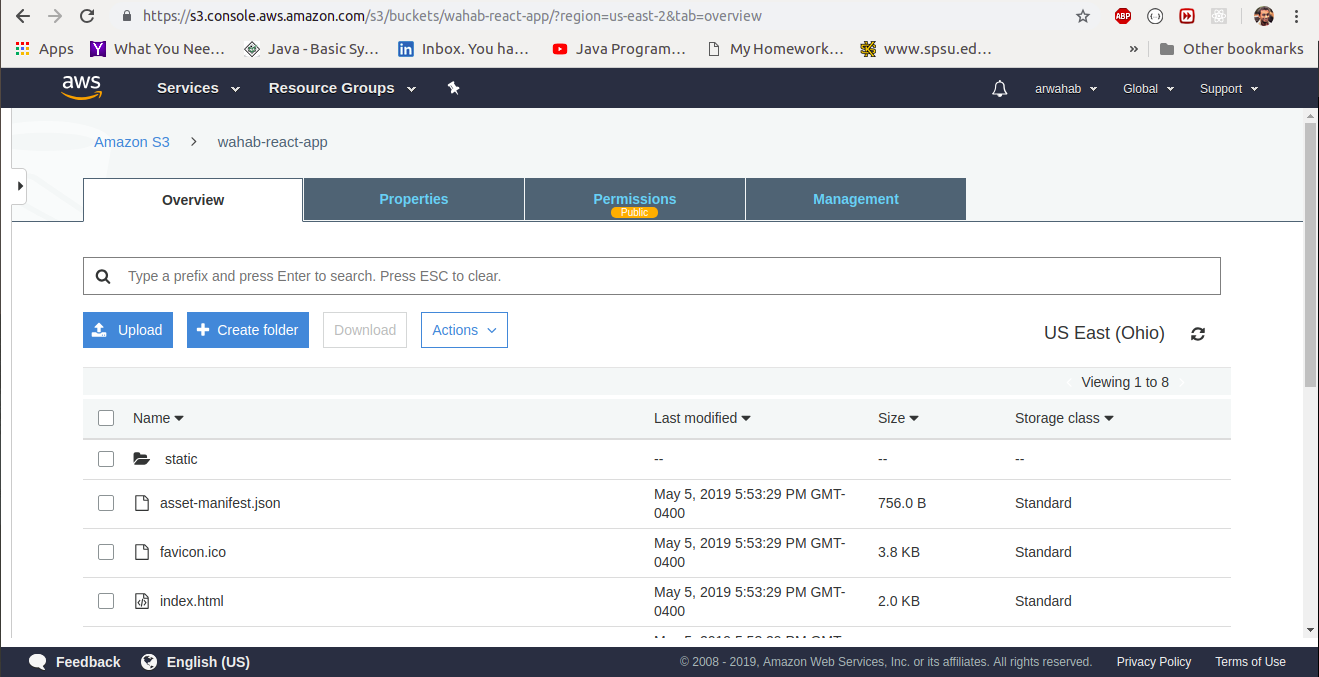 https://s3.console.aws.amazon.com/s3/buckets/wahab-react-app/?region=us-east-2&tab=overview
ABP
Apps
Y
What You Nee...
Java - Basic Sy...
in
Inbox. You ha...
Java Program...
My Homework...
www.spsu.ed...
»
Other bookmarks
aws
Services
Resource Groups
arwahab
Global
Support
Amazon S3
wahab-react-app
Overview
Properties
Permissions
Public
Management
Type a prefix and press Enter to search. Press ESC to clear.
Upload
+ Create folder
Download
Actions
US East (Ohio)
Viewing 1 to 8
Name
Last modified
Size
Storage class
static
--
--
--
asset-manifest.json
May 5, 2019 5:53:29 PM GMT-
0400
756.0 B
Standard
favicon.ico
May 5, 2019 5:53:29 PM GMT-
0400
3.8 KB
Standard
index.html
May 5, 2019 5:53:29 PM GMT-
0400
2.0 KB
Standard
Feedback
English (US)
© 2008 - 2019, Amazon Web Services, Inc. or its affiliates. All rights reserved.
Privacy Policy
Terms of Use